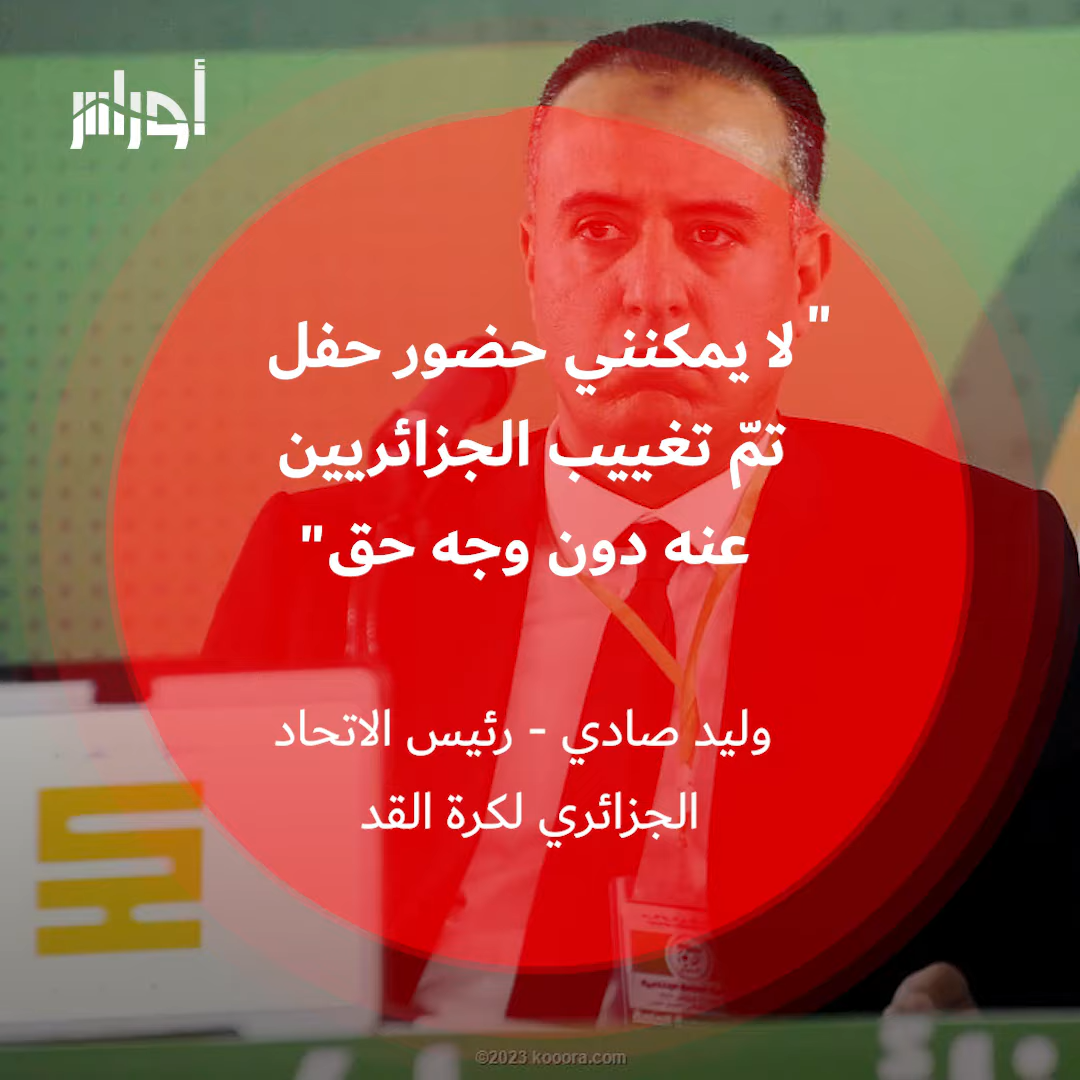 أوراس
"لا يمكنني حضور حفل
تمّ تغييب الجزائريين
عنه دون وجه حق"
وليد صادي - رئيس الاتحاد
الجزائري لكرة القد
©2023 kooora.com